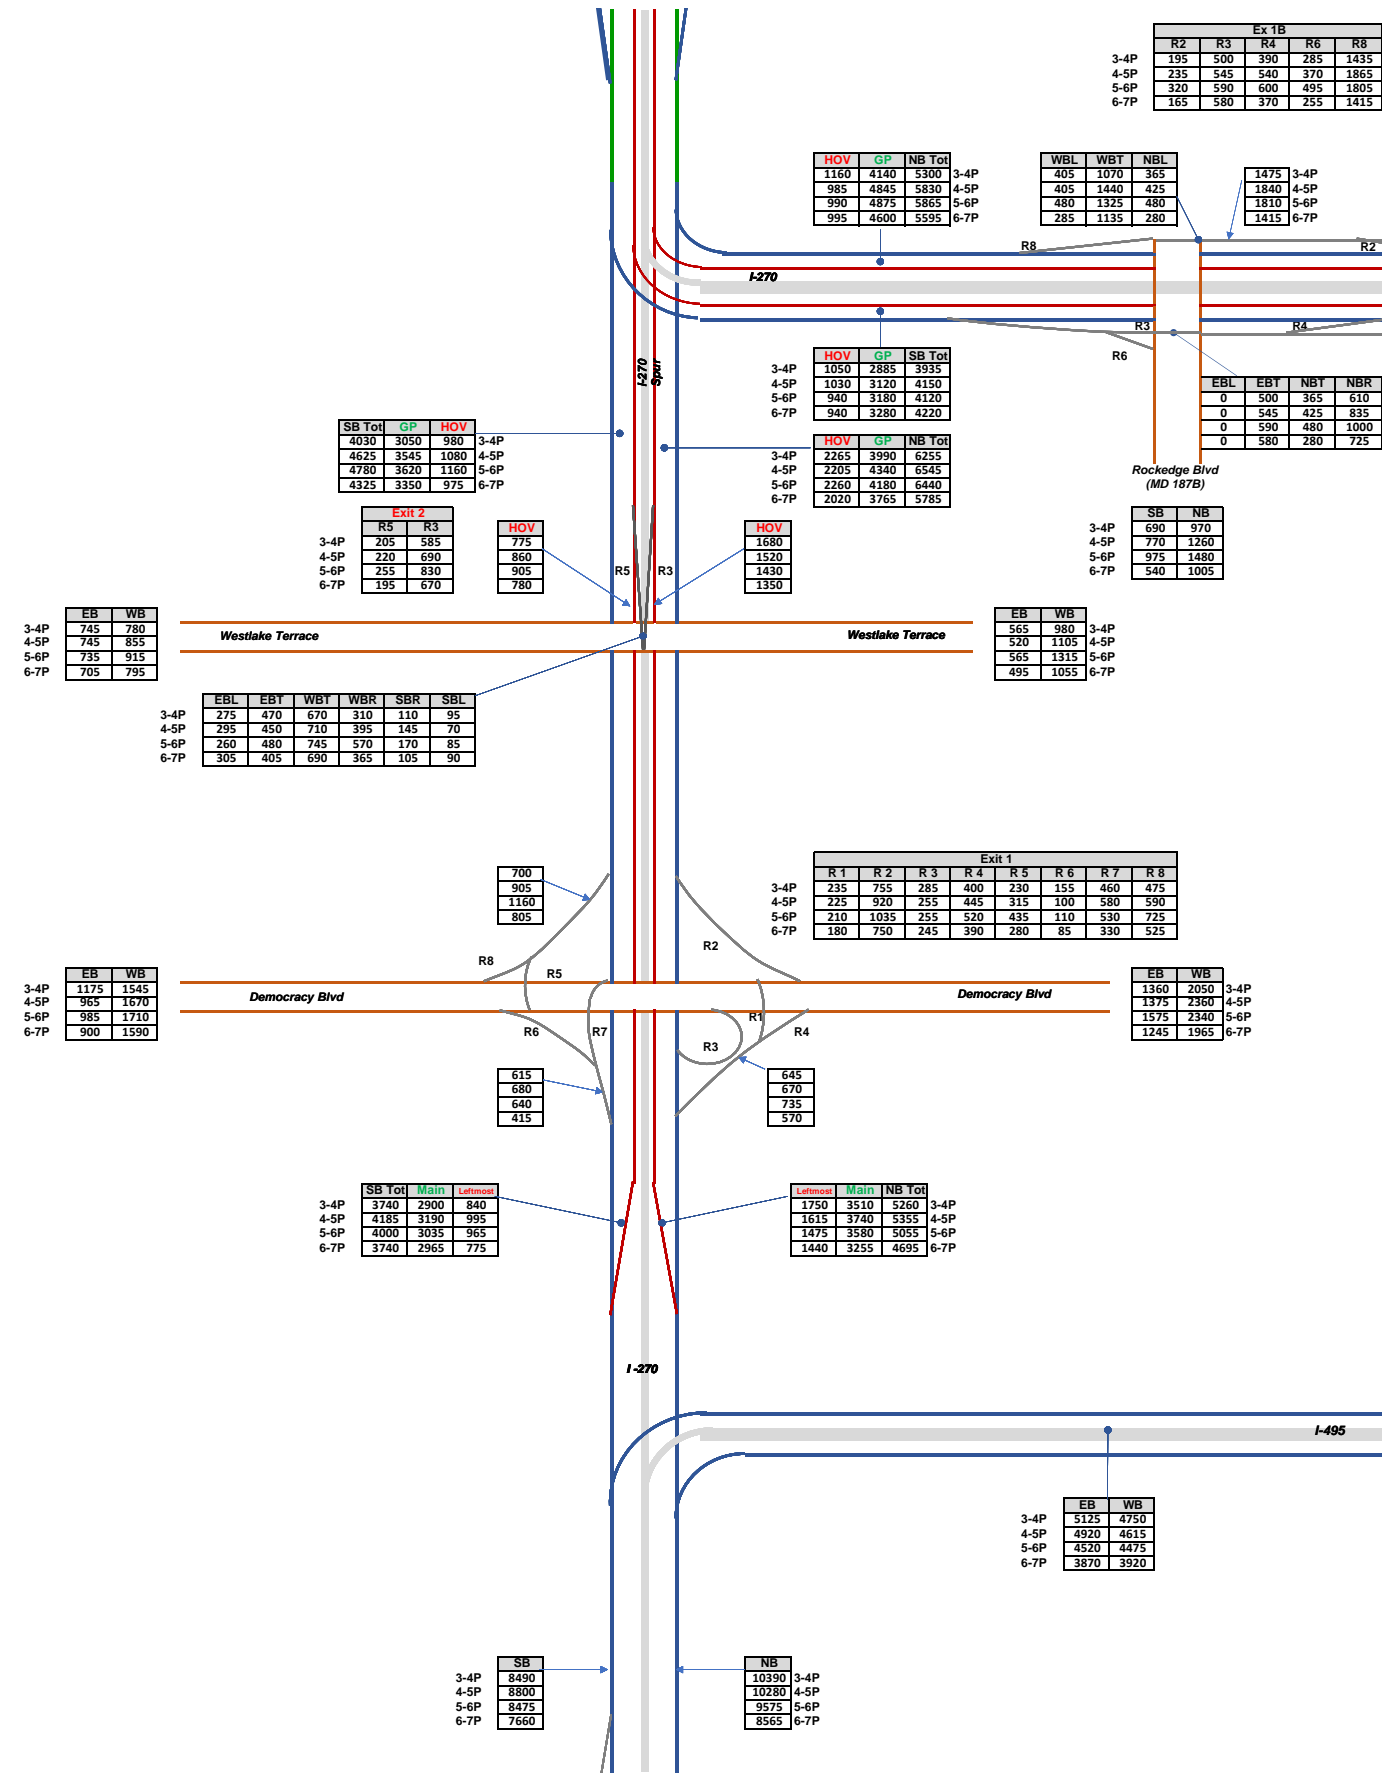 Ex 1B
R2 R3 R4 R6 R8
3-4P 195 500 390 285 1435
4-5P 235 545 540 370 1865
5-6P 320 590 600 495 1805
6-7P 165 580 370 255 1415
HOV GP NB Tot
1160 4140 5300 3-4P
985 4845 5830 4-5P
990 4875 5865 5-6P
995 4600 5595 6-7P
WBL WBT NBL
405 1070 365
405 1440 425
480 1325 480
285 1135 280
1475 3-4P
1840 4-5P
1810 5-6P
1415 6-7P
R8
R2
I-270
R3
R4
R6
I-270
Spur
HOV GP SB Tot
3-4P 1050 2885 3935
4-5P 1030 3120 4150
5-6P 940 3180 4120
6-7P 940 3280 4220
EBL EBT NBT NBR
0 500 365 610
0 545 425 835
0 590 480 1000
0 580 280 725
SB Tot GP HOV
4030 3050 980 3-4P
4625 3545 1080 4-5P
4780 3620 1160 5-6P
4325 3350 975 6-7P
HOV GP NB Tot
3-4P 2265 3990 6255
4-5P 2205 4340 6545
5-6P 2260 4180 6440
6-7P 2020 3765 5785
Rockedge Blvd
(MD 187B)
Exit 2
R5 R3
3-4P 205 585
4-5P 220 690
5-6P 255 830
6-7P 195 670
HOV
775
860
905
780
HOV
1680
1520
1430
1350
SB NB
3-4P 690 970
4-5P 770 1260
5-6P 975 1480
6-7P 540 1005
R5
R3
EB WB
3-4P 745 780
4-5P 745 855
5-6P 735 915
6-7P 705 795
Westlake Terrace
Westlake Terrace
EB WB
565 980 3-4P
520 1105 4-5P
565 1315 5-6P
495 1055 6-7P
EBL EBT WBT WBR SBR SBL
3-4P 275 470 670 310 110 95
4-5P 295 450 710 395 145 70
5-6P 260 480 745 570 170 85
6-7P 305 405 690 365 105 90
700
905
1160
805
Exit 1
R 1 R 2 R 3 R 4 R 5 R 6 R 7 R 8
3-4P 235 755 285 400 230 155 460 475
4-5P 225 920 255 445 315 100 580 590
5-6P 210 1035 255 520 435 110 530 725
6-7P 180 750 245 390 280 85 330 525
R2
R8
R5
EB WB
3-4P 1175 1545
4-5P 965 1670
5-6P 985 1710
6-7P 900 1590
Democracy Blvd
Democracy Blvd
EB WB
1360 2050 3-4P
1375 2360 4-5P
1575 2340 5-6P
1245 1965 6-7P
R6
R7
R1
R4
R3
615
680
640
415
645
670
735
570
SB Tot Main Leftmost
3-4P 3740 2900 840
4-5P 4185 3190 995
5-6P 4000 3035 965
6-7P 3740 2965 775
Leftmost Main NB Tot
1750 3510 5260 3-4P
1615 3740 5355 4-5P
1475 3580 5055 5-6P
1440 3255 4695 6-7P
I -270
I-495
EB WB
3-4P 5125 4750
4-5P 4920 4615
5-6P 4520 4475
6-7P 3870 3920
SB
3-4P 8490
4-5P 8800
5-6P 8475
6-7P 7660
NB
10390 3-4P
10280 4-5P
9575 5-6P
8565 6-7P